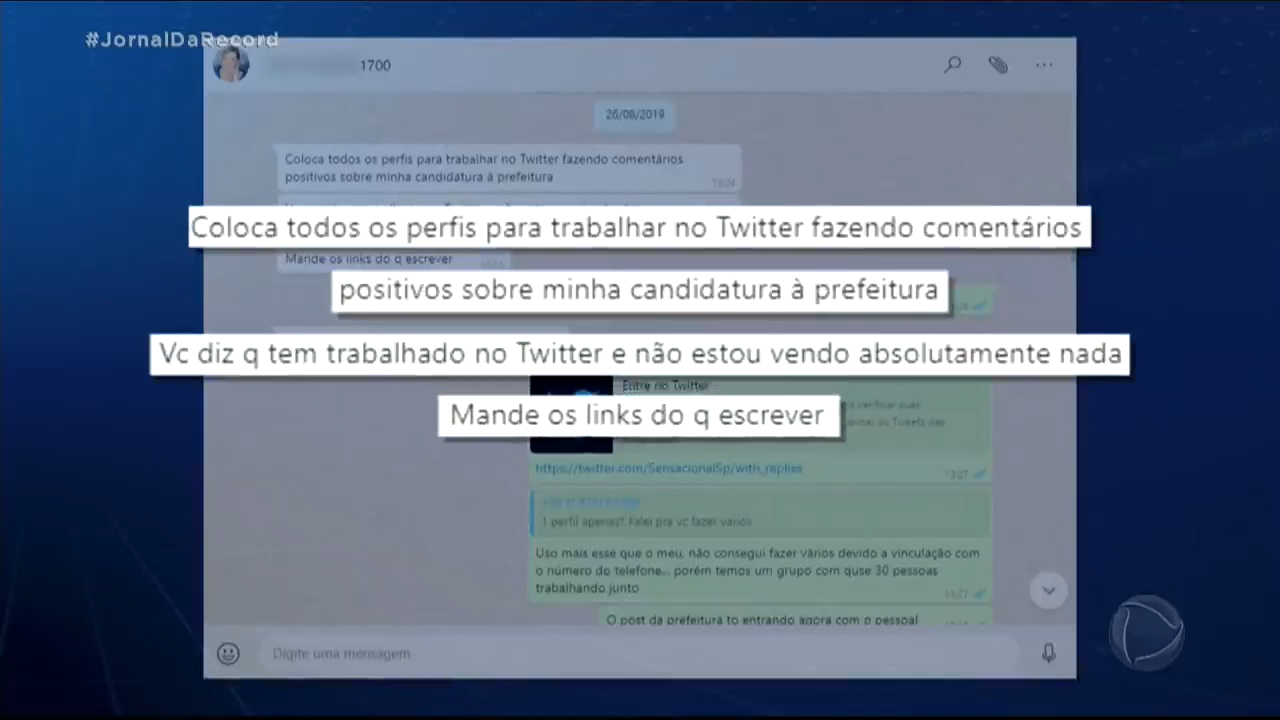 #JornalDaRecord
1700
26/08/2019
Coloca todos os perfis para trabalhar no Twitter fazendo comentários
positivos sobre minha candidatura à prefeitura
Coloca todos os perfis para trabalhar no Twitter fazendo comentários
Mande os links do q escrever
positivos sobre minha candidatura à prefeitura
Vc diz q tem trabalhado no Twitter e não estou vendo absolutamente nada
Entre no Twitter
Mande os links do q escrever
https://twitter.com/SensacionalSp/with_replies
13:27
1 perfil apenas? Falei pra vc fazer vários
Uso mais esse que o meu, não consegui fazer vários devido a vinculação com
o número do telefone... porém temos um grupo com quse 30 pessoas
trabalhando junto
13:27
O post da prefeitura to entrando agora com o pessoal
Digite uma mensagem